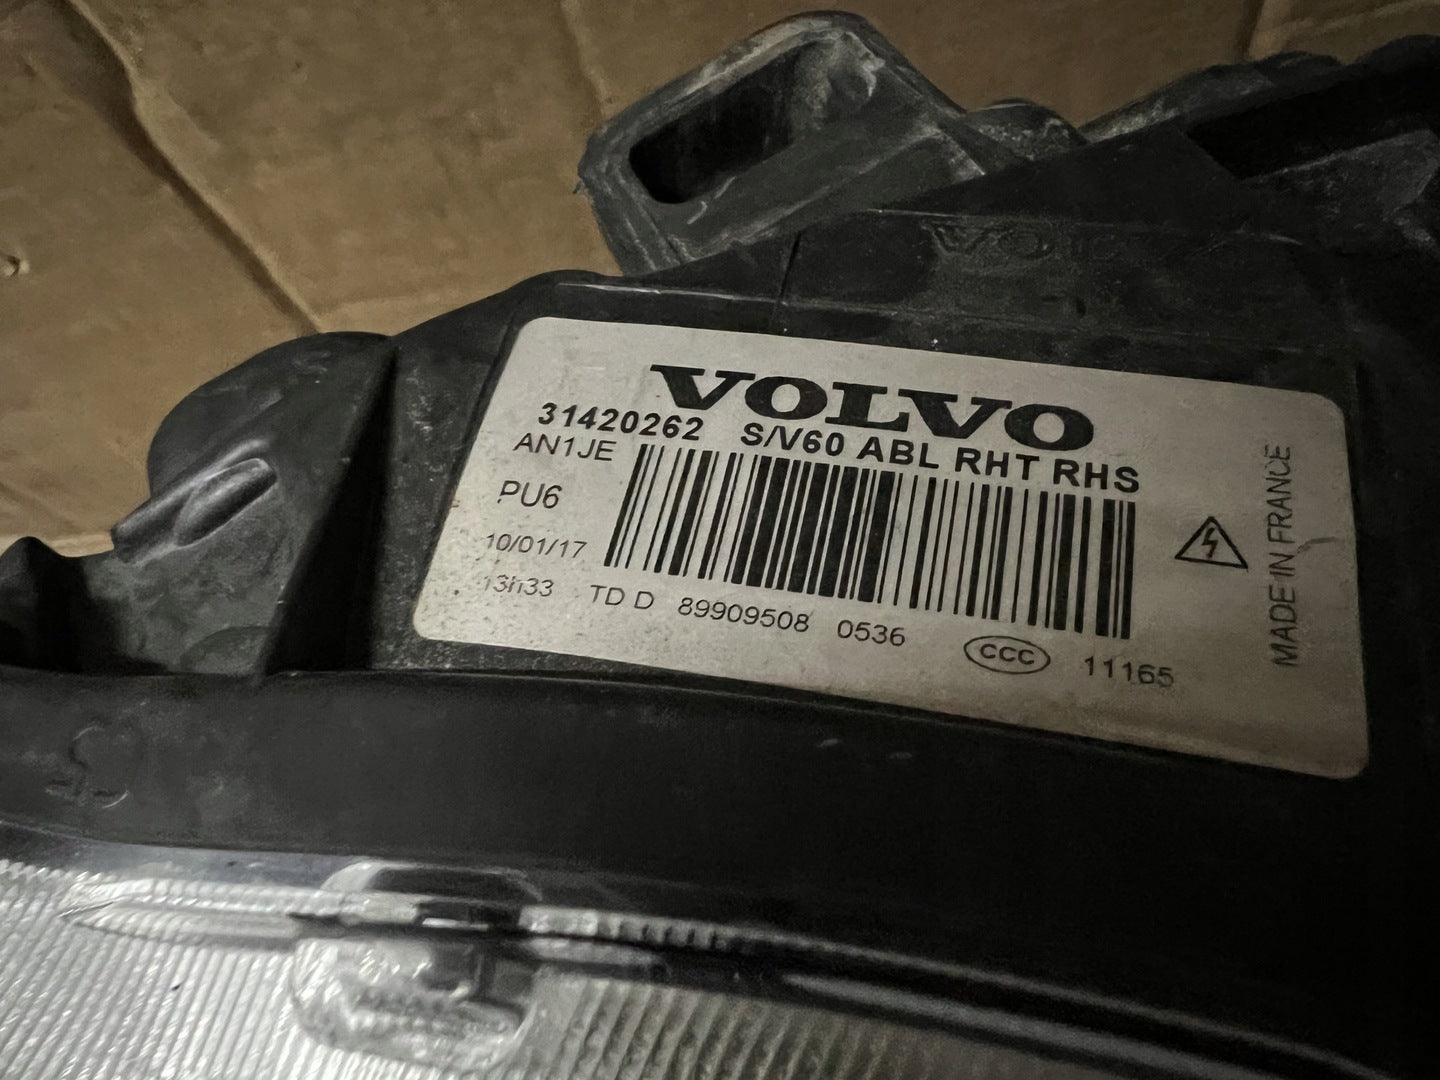 VOLVO
31420262 S/V60 ABL RHT RHS
AN1JE
PU6
10/01/17
13h33 TD D 89909508 0536 CCC 11165
MADE IN FRANCE